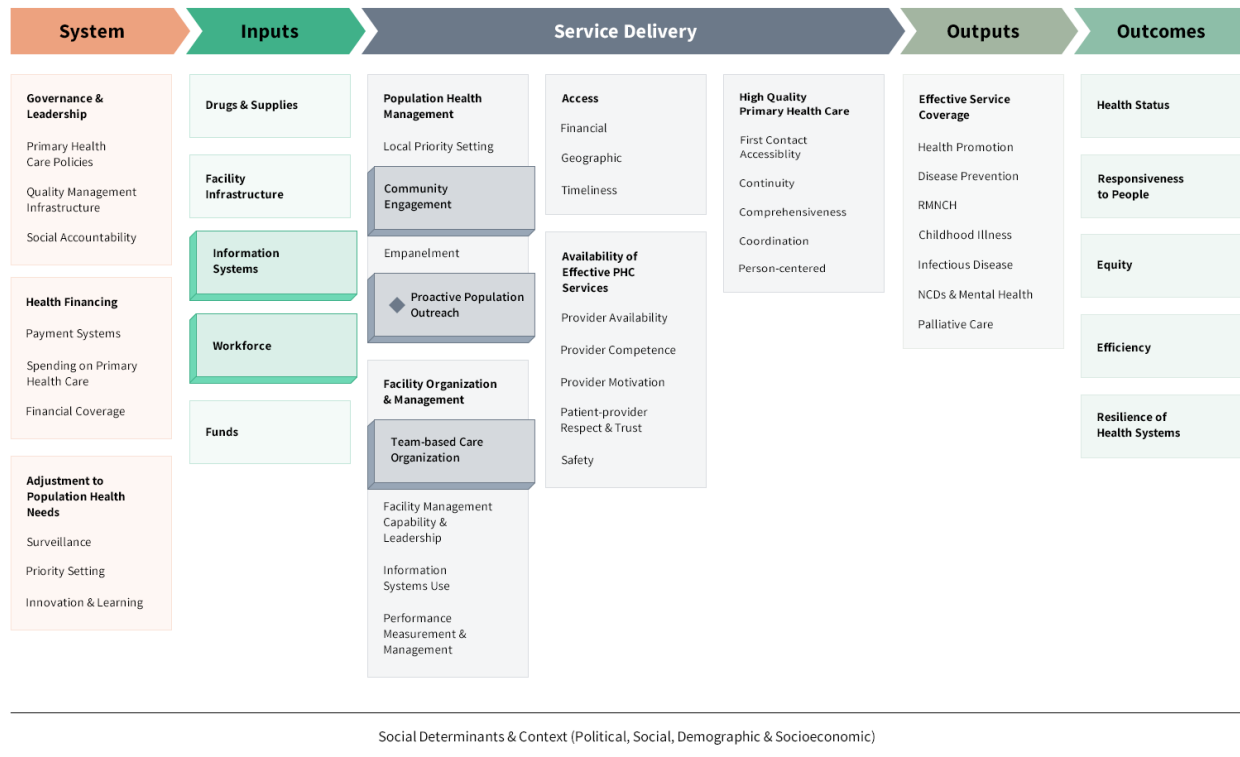 System
Inputs
Service Delivery
Outputs
Outcomes
Governance &
Leadership
Primary Health
Care Policies
Quality Management
Infrastructure
Social Accountability
Health Financing
Payment Systems
Spending on Primary
Health Care
Financial Coverage
Adjustment to
Population Health
Needs
Surveillance
Priority Setting
Innovation & Learning
Drugs & Supplies
Facility
Infrastructure
Information
Systems
Workforce
Funds
Population Health
Management
Local Priority Setting
Community
Engagement
Empanelment
Proactive Population
Outreach
Facility Organization
& Management
Team-based Care
Organization
Facility Management
Capability &
Leadership
Information
Systems Use
Performance
Measurement &
Management
Access
Financial
Geographic
Timeliness
Availability of
Effective PHC
Services
Provider Availability
Provider Competence
Provider Motivation
Patient-provider
Respect & Trust
Safety
High Quality
Primary Health Care
First Contact
Accessiblity
Continuity
Comprehensiveness
Coordination
Person-centered
Effective Service
Coverage
Health Promotion
Disease Prevention
RMNCH
Childhood Illness
Infectious Disease
NCDs & Mental Health
Palliative Care
Health Status
Responsiveness
to People
Equity
Efficiency
Resilience of
Health Systems
Social Determinants & Context (Political, Social, Demographic & Socioeconomic)